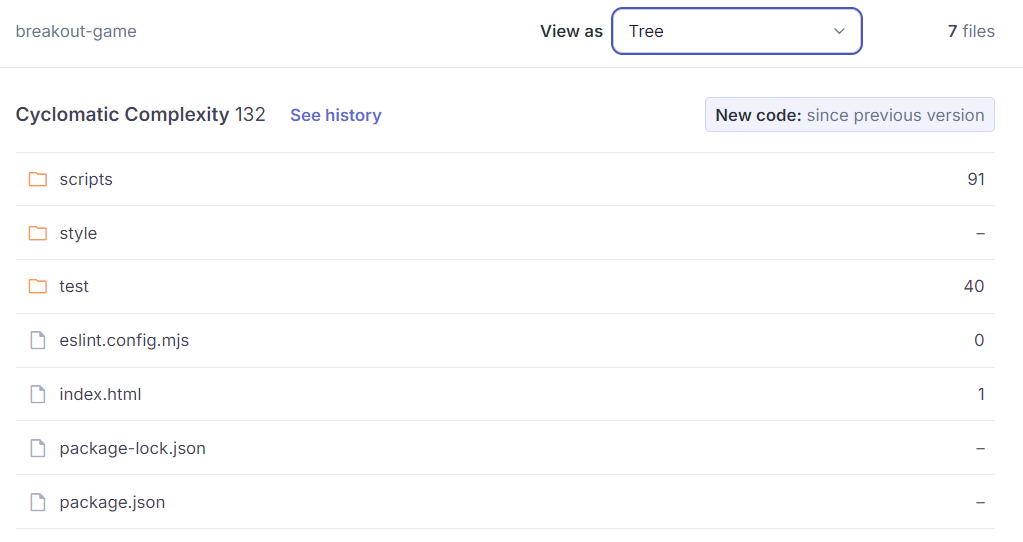 breakout-game View as Tree 7 files
Cyclomatic Complexity 132 See history New code: since previous version
scripts 91
style –
test 40
eslint.config.mjs 0
index.html 1
package-lock.json –
package.json –